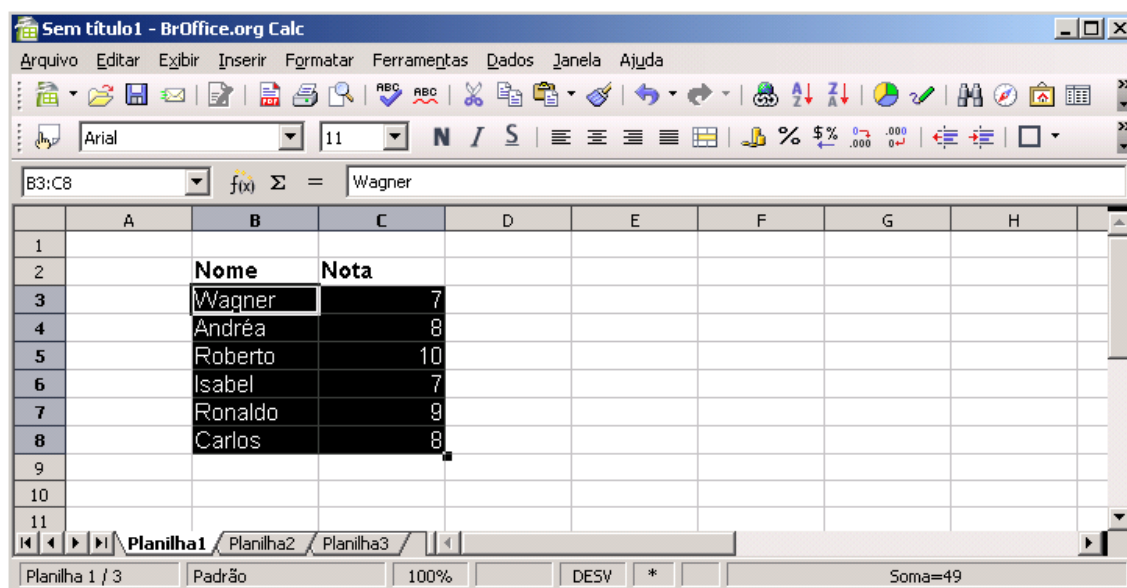 Sem título1 - BrOffice.org Calc
Arquivo Editar Exibir Inserir Formatar Ferramentas Dados Janela Ajuda
Arial 11 N I S
B3:C8 f(x) Σ = Wagner
A B C D E F G H
1
2 Nome Nota
3 Wagner 7
4 Andréa 8
5 Roberto 10
6 Isabel 7
7 Ronaldo 9
8 Carlos 8
9
10
11
Planilha1 Planilha2 Planilha3
Planilha 1 / 3 Padrão 100% DESV * Soma=49